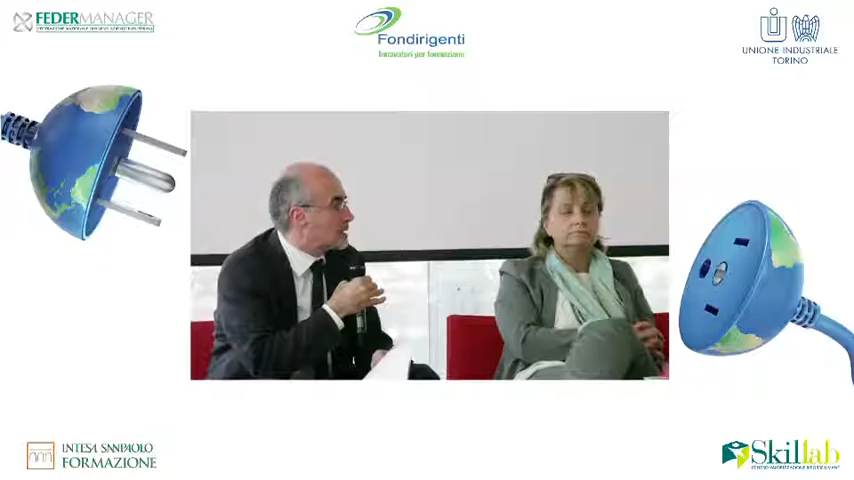 FEDERMANAGER
Fondirigenti
Innovatori per formazione
UNIONE INDUSTRIALE
TORINO
INTESA SANPAOLO
FORMAZIONE
Skillab